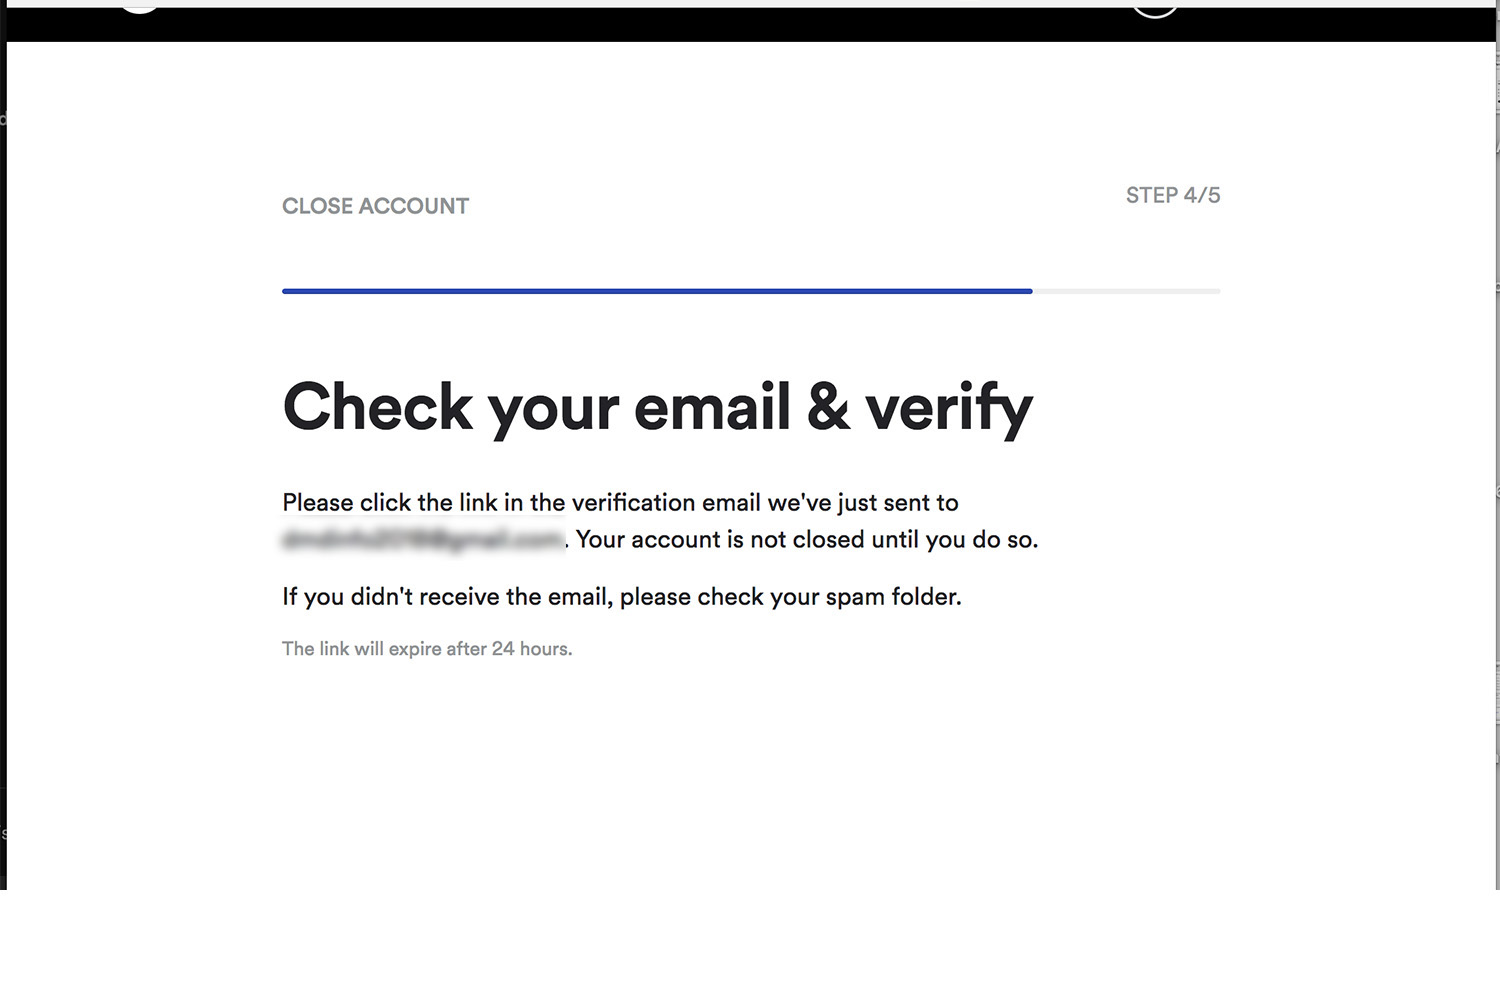 CLOSE ACCOUNT
STEP 4/5
Check your email & verify
Please click the link in the verification email we've just sent to
. Your account is not closed until you do so.
If you didn't receive the email, please check your spam folder.
The link will expire after 24 hours.